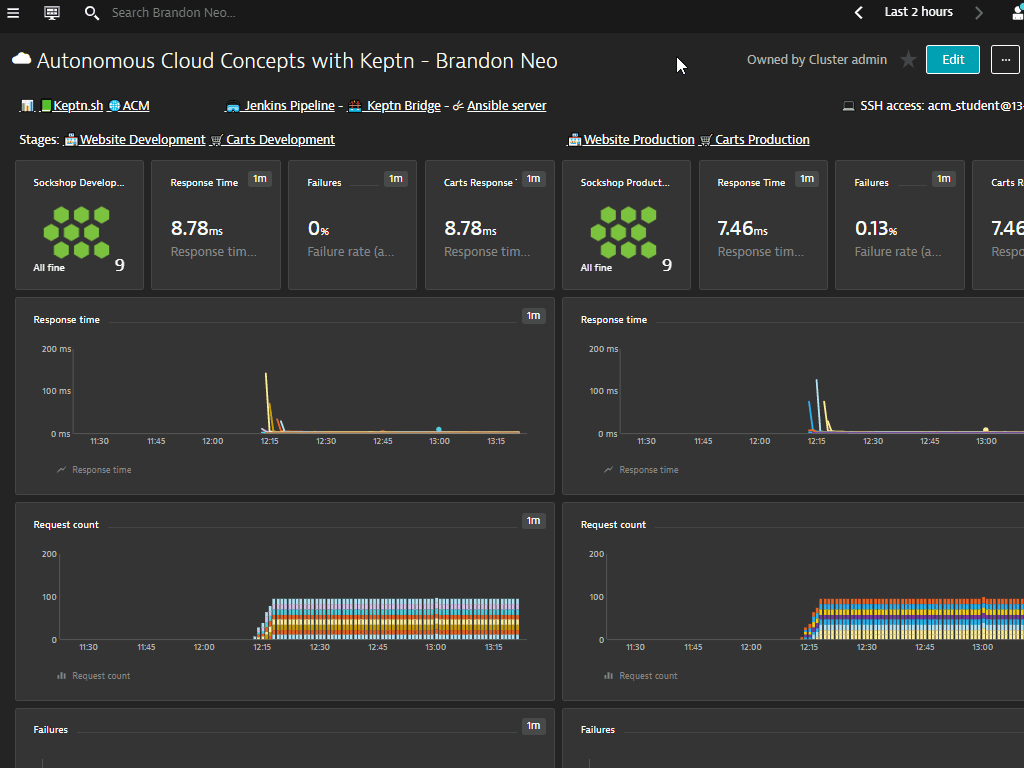 Search Brandon Neo...
Last 2 hours
Autonomous Cloud Concepts with Keptn - Brandon Neo
Owned by Cluster admin
Edit
...
Keptn.sh ACM
Jenkins Pipeline - Keptn Bridge - Ansible server
SSH access: acm_student@13-
Stages: Website Development Carts Development
Website Production Carts Production
Sockshop Develop...
All fine
9
Response Time 1m
8.78ms
Response tim...
Failures 1m
0%
Failure rate (a...
Carts Response 1m
8.78ms
Response tim...
Sockshop Product...
All fine
9
Response Time 1m
7.46ms
Response tim...
Failures 1m
0.13%
Failure rate (a...
Carts R
7.46
Respo
Response time 1m
200 ms
100 ms
0 ms
11:30 11:45 12:00 12:15 12:30 12:45 13:00 13:15
Response time
Response time
200 ms
100 ms
0 ms
11:30 11:45 12:00 12:15 12:30 12:45 13:00
Response time
Request count 1m
200
100
0
11:30 11:45 12:00 12:15 12:30 12:45 13:00 13:15
Request count
Request count
200
100
0
11:30 11:45 12:00 12:15 12:30 12:45 13:00
Request count
Failures 1m
Failures